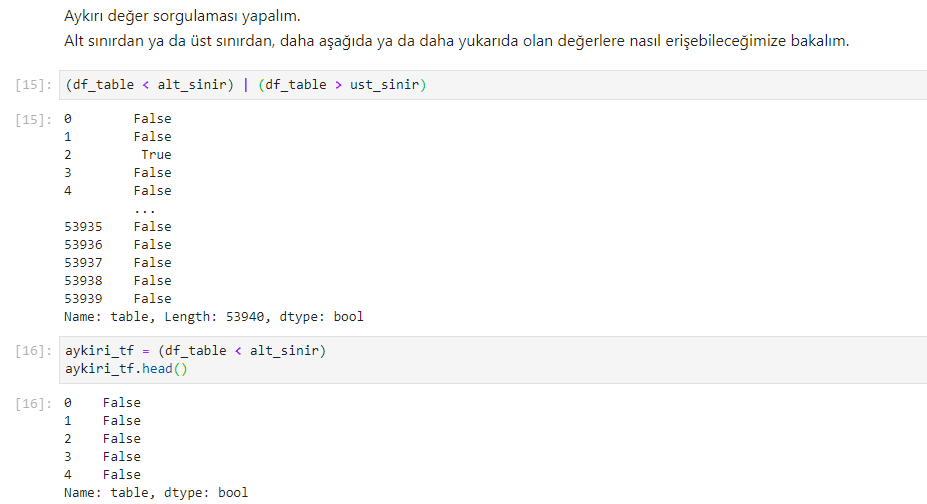 Aykırı değer sorgulaması yapalım.
Alt sınırdan ya da üst sınırdan, daha aşağıda ya da daha yukarıda olan değerlere nasıl erişebileceğimize bakalım.
[15]: (df_table < alt_sinir) | (df_table > ust_sinir)
[15]: 0        False
1        False
2         True
3        False
4        False
...
53935    False
53936    False
53937    False
53938    False
53939    False
Name: table, Length: 53940, dtype: bool
[16]: aykiri_tf = (df_table < alt_sinir)
aykiri_tf.head()
[16]: 0    False
1    False
2    False
3    False
4    False
Name: table, dtype: bool